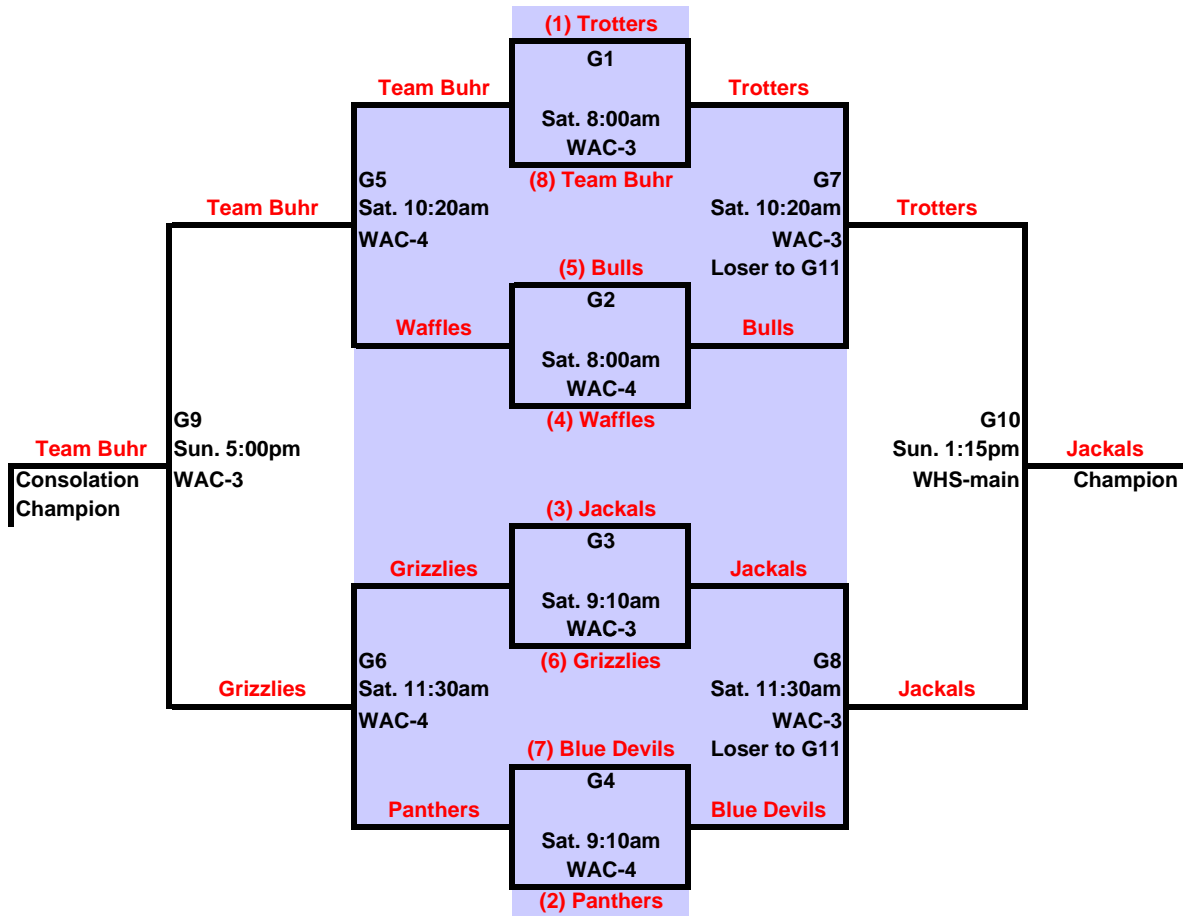 (1) Trotters
G1
Team Buhr
Trotters
Sat. 8:00am
WAC-3
(8) Team Buhr
G5
G7
Team Buhr
Sat. 10:20am
Sat. 10:20am
Trotters
WAC-4
WAC-3
(5) Bulls
Loser to G11
G2
Waffles
Bulls
Sat. 8:00am
WAC-4
(4) Waffles
G9
G10
Team Buhr
Sun. 5:00pm
Sun. 1:15pm
Jackals
Consolation
WAC-3
WHS-main
Champion
Champion
(3) Jackals
G3
Grizzlies
Jackals
Sat. 9:10am
WAC-3
(6) Grizzlies
G6
G8
Grizzlies
Sat. 11:30am
Sat. 11:30am
Jackals
WAC-4
WAC-3
(7) Blue Devils
Loser to G11
G4
Panthers
Blue Devils
Sat. 9:10am
WAC-4
(2) Panthers